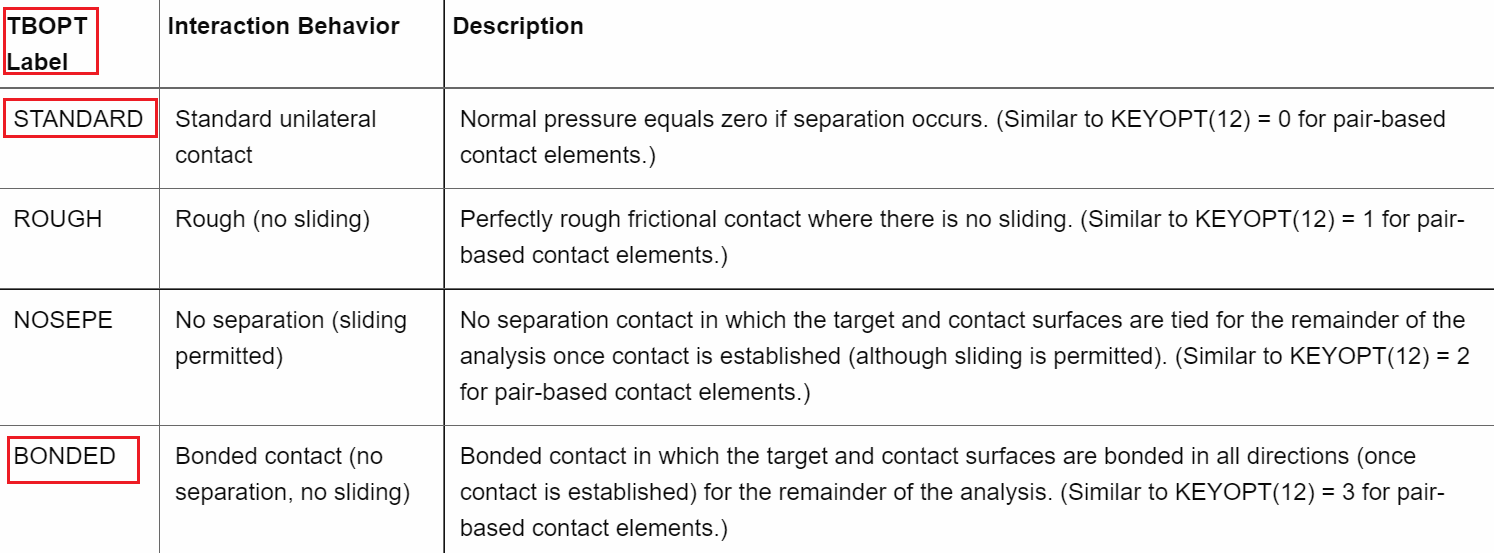 TBOPT Label
Interaction Behavior
Description
STANDARD
Standard unilateral
contact
Normal pressure equals zero if separation occurs. (Similar to KEYOPT(12) = 0 for pair-based
contact elements.)
ROUGH
Rough (no sliding)
Perfectly rough frictional contact where there is no sliding. (Similar to KEYOPT(12) = 1 for pair-
based contact elements.)
NOSEPE
No separation (sliding
permitted)
No separation contact in which the target and contact surfaces are tied for the remainder of the
analysis once contact is established (although sliding is permitted). (Similar to KEYOPT(12) = 2
for pair-based contact elements.)
BONDED
Bonded contact (no
separation, no sliding)
Bonded contact in which the target and contact surfaces are bonded in all directions (once
contact is established) for the remainder of the analysis. (Similar to KEYOPT(12) = 3 for pair-
based contact elements.)